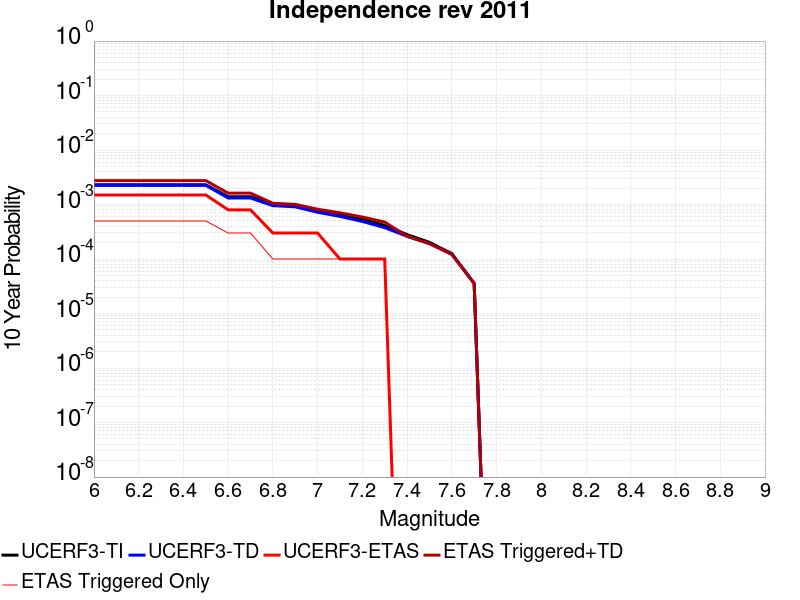 Independence rev 2011
10 Year Probability
10^0
10^-1
10^-2
10^-3
10^-4
10^-5
10^-6
10^-7
10^-8
6 6.2 6.4 6.6 6.8 7 7.2 7.4 7.6 7.8 8 8.2 8.4 8.6 8.8 9
Magnitude
UCERF3-TI UCERF3-TD UCERF3-ETAS ETAS Triggered+TD
ETAS Triggered Only